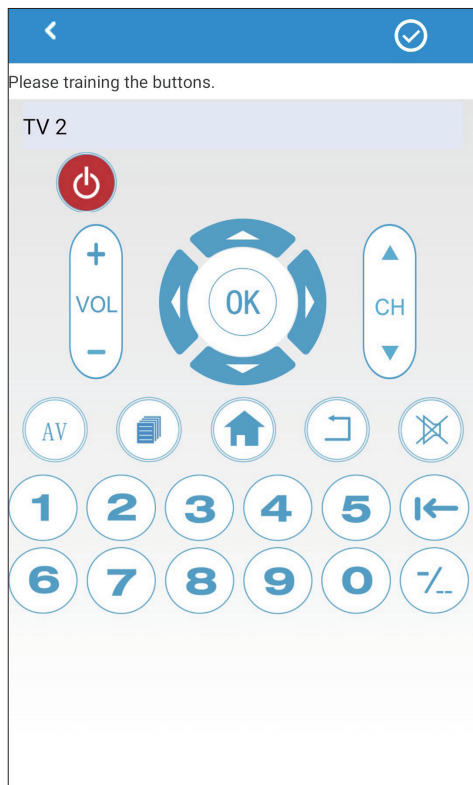 Please training the buttons.
TV 2
+
VOL
OK
CH
-
AV
1 2 3 4 5
6 7 8 9 0 -/--